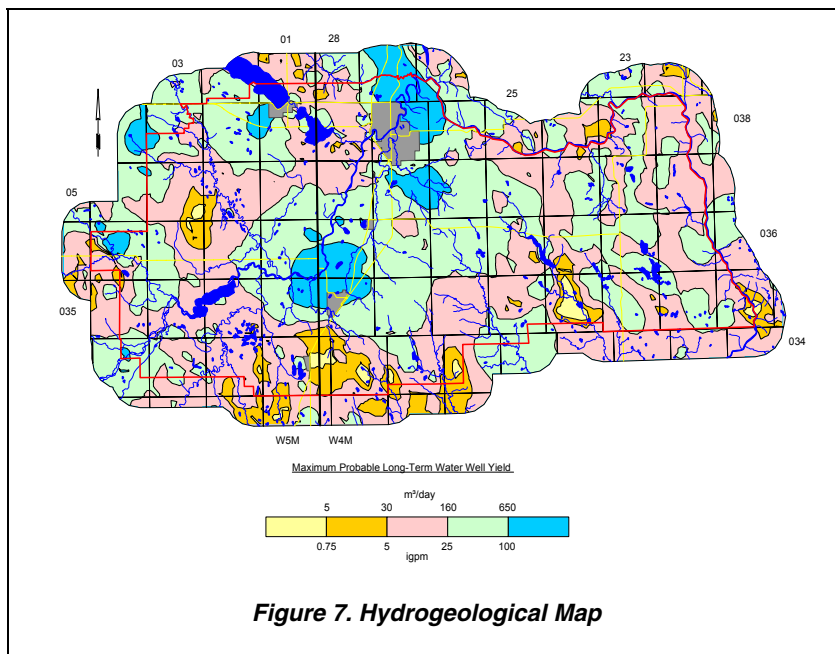 01
28
03
23
25
038
05
036
035
034
W5M W4M
Maximum Probable Long-Term Water Well Yield
m³/day
5 30 160 650
0.75 5 25 100
igpm
Figure 7. Hydrogeological Map